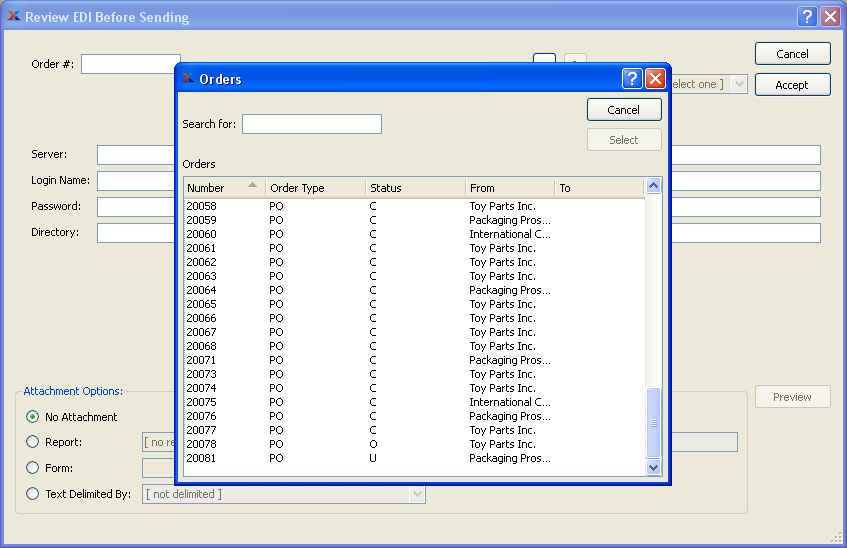 Review EDI Before Sending
Order #:
Cancel
elect one ]
Accept
Server:
Login Name:
Password:
Directory:
Orders
Cancel
Search for:
Select
Orders
Number Order Type Status From To
20058 PO C Toy Parts Inc.
20059 PO C Packaging Pros...
20060 PO C International C...
20061 PO C Toy Parts Inc.
20062 PO C Toy Parts Inc.
20063 PO C Toy Parts Inc.
20064 PO C Packaging Pros...
20065 PO C Toy Parts Inc.
20066 PO C Toy Parts Inc.
20067 PO C Toy Parts Inc.
20068 PO C Toy Parts Inc.
20071 PO C Packaging Pros...
20073 PO C Toy Parts Inc.
20074 PO C Toy Parts Inc.
20075 PO C International C...
20076 PO C Packaging Pros...
20077 PO C Toy Parts Inc.
20078 PO O Toy Parts Inc.
20081 PO U Packaging Pros...
Attachment Options:
No Attachment
Preview
Report: [ no re
Form:
Text Delimited By: [ not delimited ]